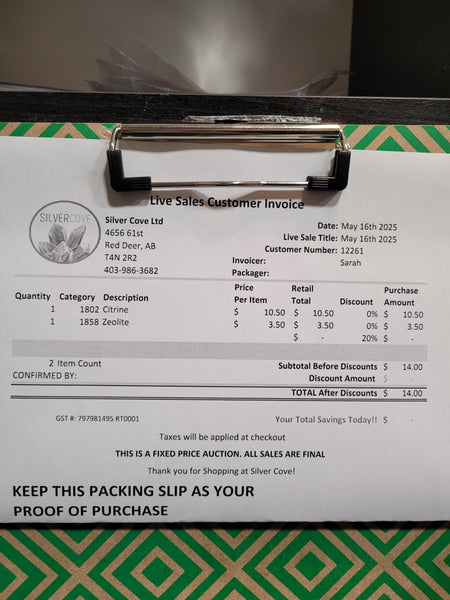 Live Sales Customer Invoice
SILVERCOVE
Silver Cove Ltd
4656 61st
Red Deer, AB
T4N 2R2
403-986-3682
Date: May 16th 2025
Live Sale Title: May 16th 2025
Customer Number: 12261
Invoicer: Sarah
Packager:
Quantity Category Description Price Per Item Retail Total Discount Purchase Amount
1 1802 Citrine $ 10.50 $ 10.50 0% $ 10.50
1 1858 Zeolite $ 3.50 $ 3.50 0% $ 3.50
$ - 20% $ -
2 Item Count
Subtotal Before Discounts $ 14.00
CONFIRMED BY:
Discount Amount $ -
TOTAL After Discounts $ 14.00
GST #: 797981495 RT0001
Your Total Savings Today!! $ -
Taxes will be applied at checkout
THIS IS A FIXED PRICE AUCTION. ALL SALES ARE FINAL
Thank you for Shopping at Silver Cove!
KEEP THIS PACKING SLIP AS YOUR
PROOF OF PURCHASE